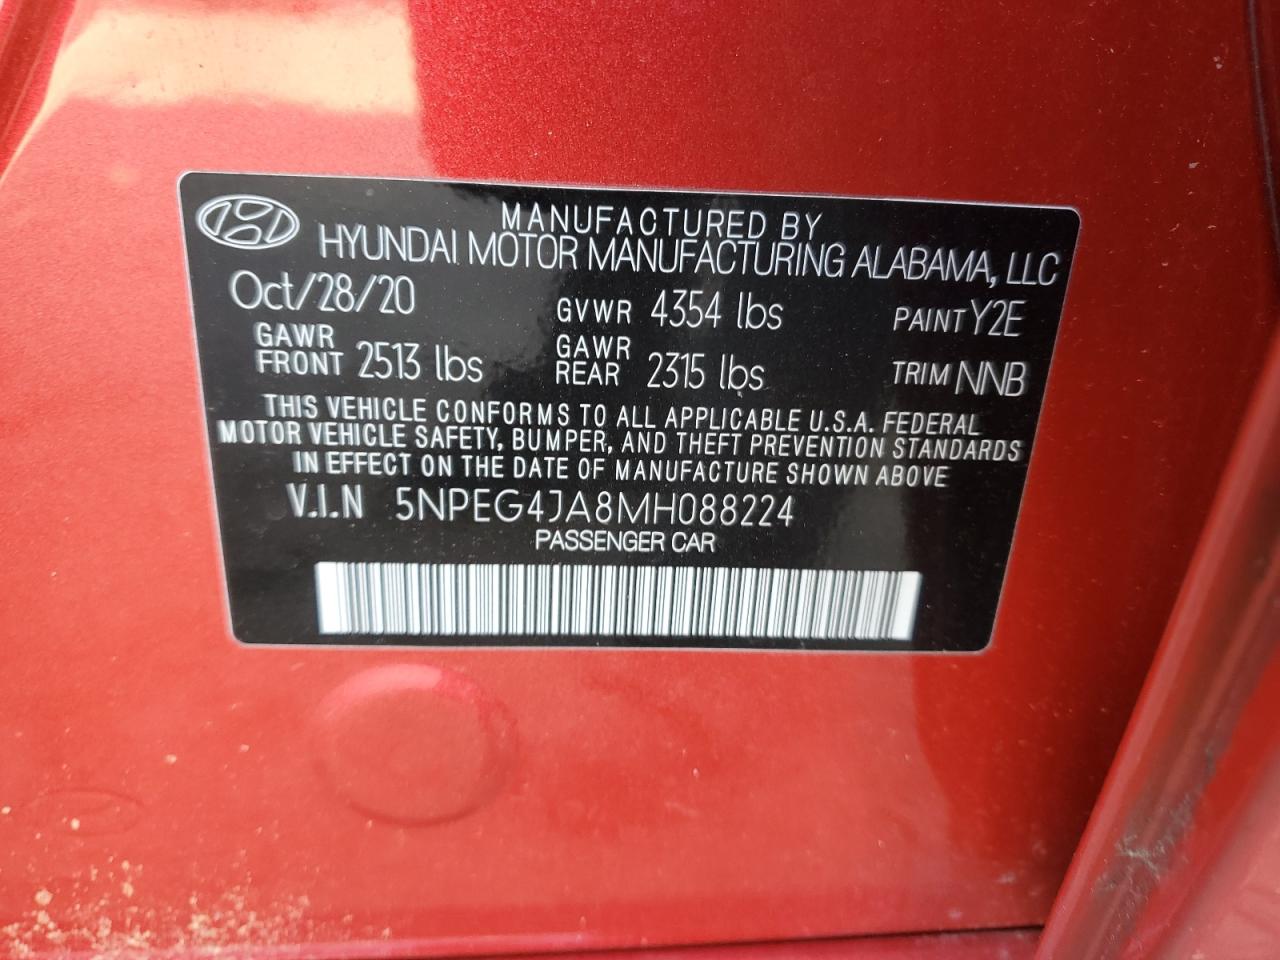 MANUFACTURED BY
HYUNDAI MOTOR MANUFACTURING ALABAMA, LLC
Oct/28/20 GVWR 4354 lbs PAINT Y2E
GAWR FRONT 2513 lbs GAWR REAR 2315 lbs TRIM NNB
THIS VEHICLE CONFORMS TO ALL APPLICABLE U.S.A. FEDERAL
MOTOR VEHICLE SAFETY, BUMPER, AND THEFT PREVENTION STANDARDS
IN EFFECT ON THE DATE OF MANUFACTURE SHOWN ABOVE
V.I.N 5NPEG4JA8MH088224
PASSENGER CAR